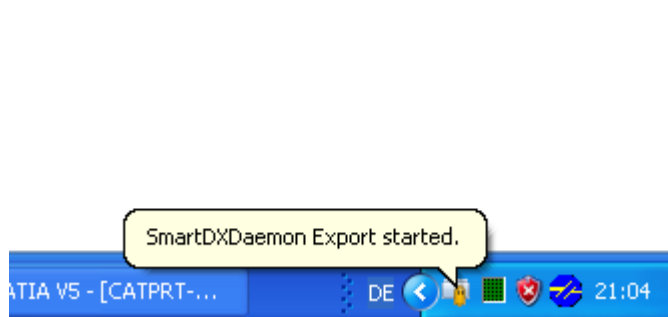 SmartDXDaemon Export started.
ATIA V5 - [CATPRT-...
DE
21:04